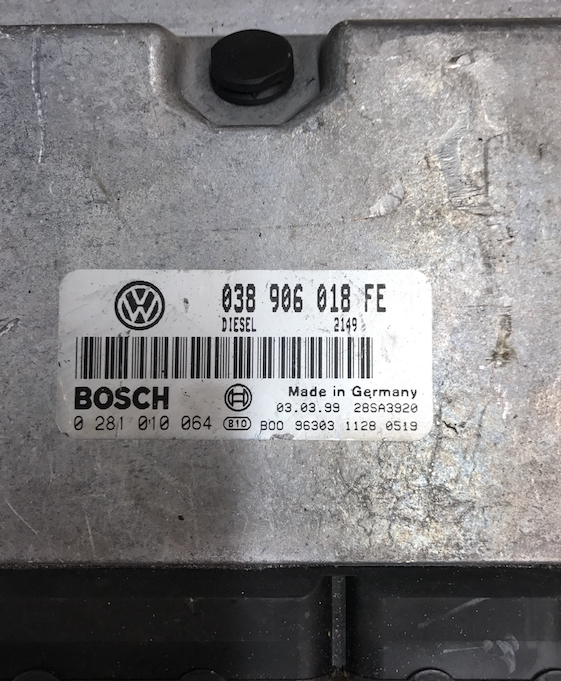 038 906 018 FE
DIESEL 2149
BOSCH Made in Germany
03.03.99 28SA3920
0 281 010 064 B10 B00 96303 1128 0519